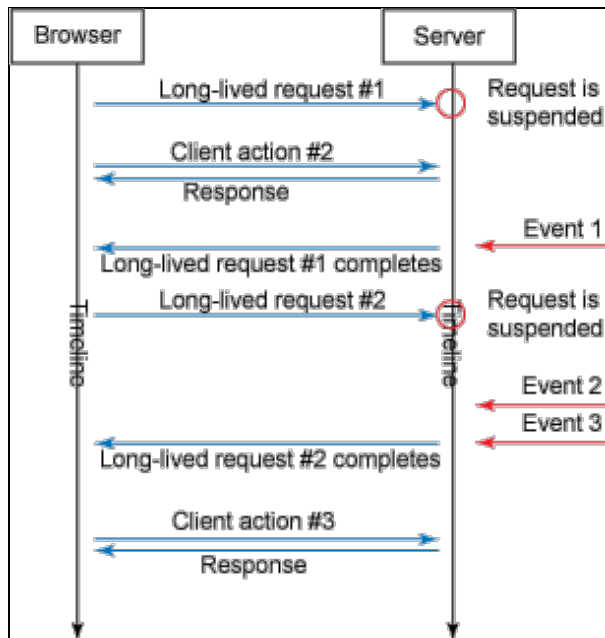 Browser
Server
Long-lived request #1
Request is
suspended
Client action #2
Response
Event 1
Long-lived request #1 completes
Long-lived request #2
Request is
suspended
Timeline
Timeline
Event 2
Event 3
Long-lived request #2 completes
Client action #3
Response